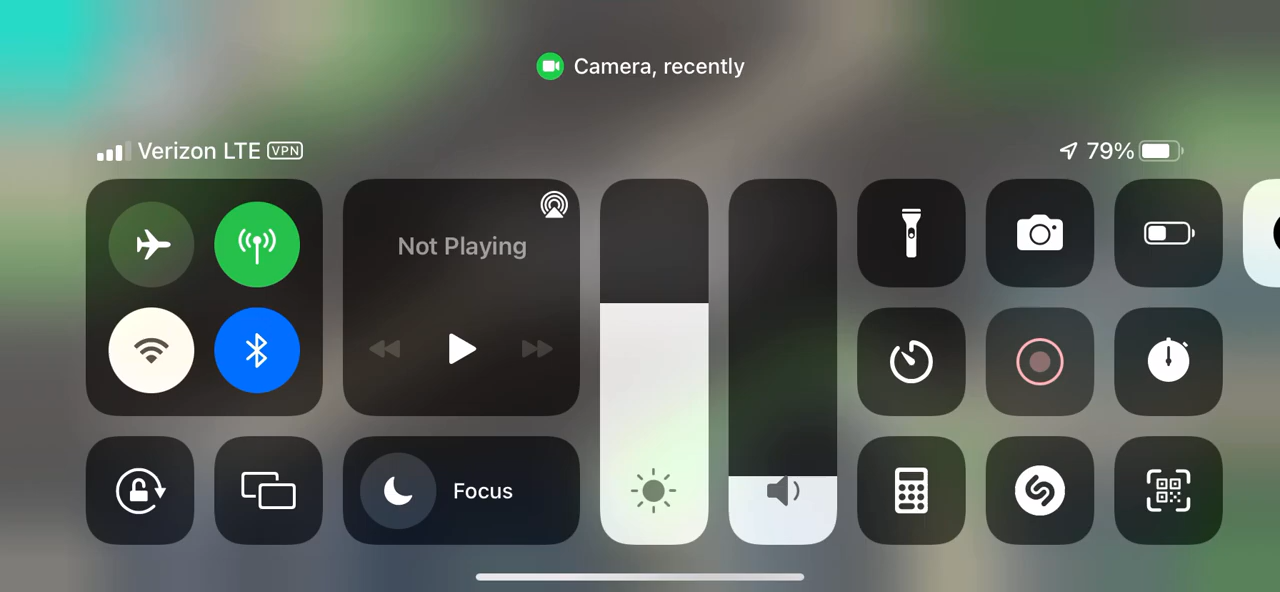 Camera, recently
Verizon LTE VPN
79%
Not Playing
Focus